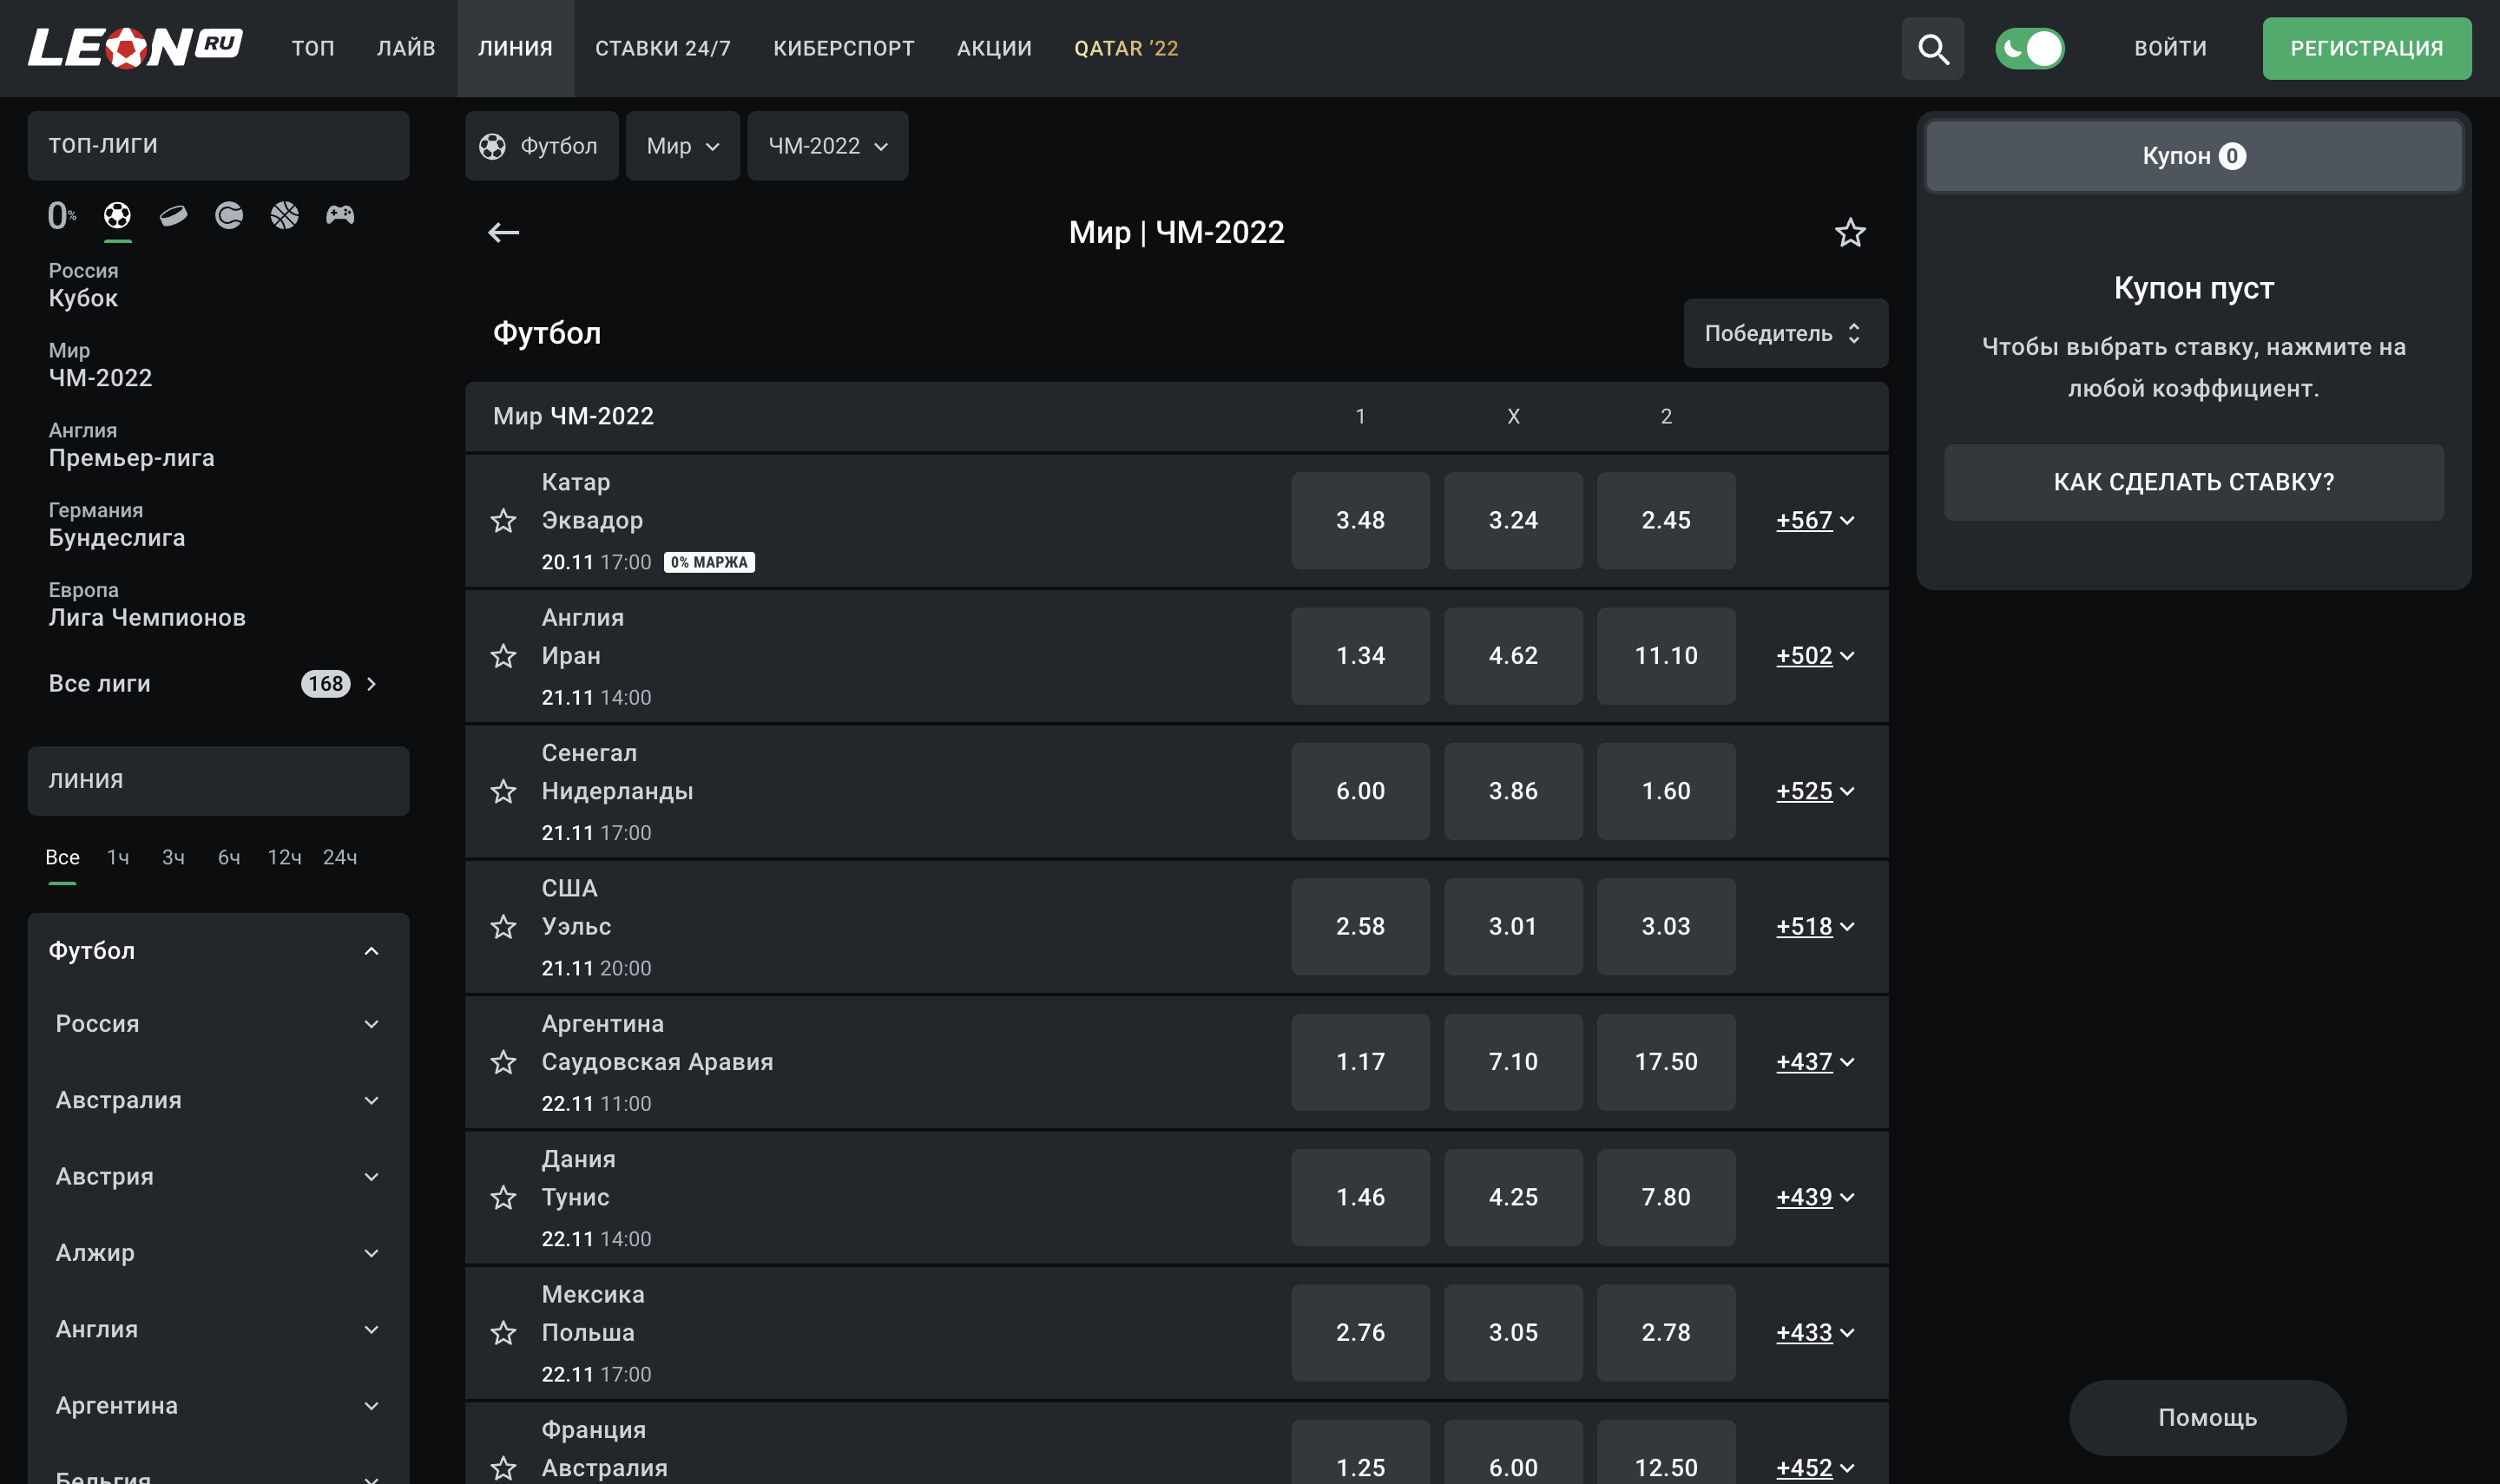 LEON RU
ТОП
ЛАЙВ
ЛИНИЯ
СТАВКИ 24/7
КИБЕРСПОРТ
АКЦИИ
QATAR ’22
ВОЙТИ
РЕГИСТРАЦИЯ
ТОП-ЛИГИ
0%
Россия
Кубок
Мир
ЧМ-2022
Англия
Премьер-лига
Германия
Бундеслига
Европа
Лига Чемпионов
Все лиги 168
ЛИНИЯ
Все 1ч 3ч 6ч 12ч 24ч
Футбол
Россия
Австралия
Австрия
Алжир
Англия
Аргентина
Бельгия
Футбол
Мир
ЧМ-2022
Мир | ЧМ-2022
Футбол
Победитель
Мир ЧМ-2022 1 X 2
Катар
Эквадор
20.11 17:00 0% МАРЖА
3.48 3.24 2.45 +567
Англия
Иран
21.11 14:00
1.34 4.62 11.10 +502
Сенегал
Нидерланды
21.11 17:00
6.00 3.86 1.60 +525
США
Уэльс
21.11 20:00
2.58 3.01 3.03 +518
Аргентина
Саудовская Аравия
22.11 11:00
1.17 7.10 17.50 +437
Дания
Тунис
22.11 14:00
1.46 4.25 7.80 +439
Мексика
Польша
22.11 17:00
2.76 3.05 2.78 +433
Франция
Австралия
1.25 6.00 12.50 +452
Купон 0
Купон пуст
Чтобы выбрать ставку, нажмите на
любой коэффициент.
КАК СДЕЛАТЬ СТАВКУ?
Помощь